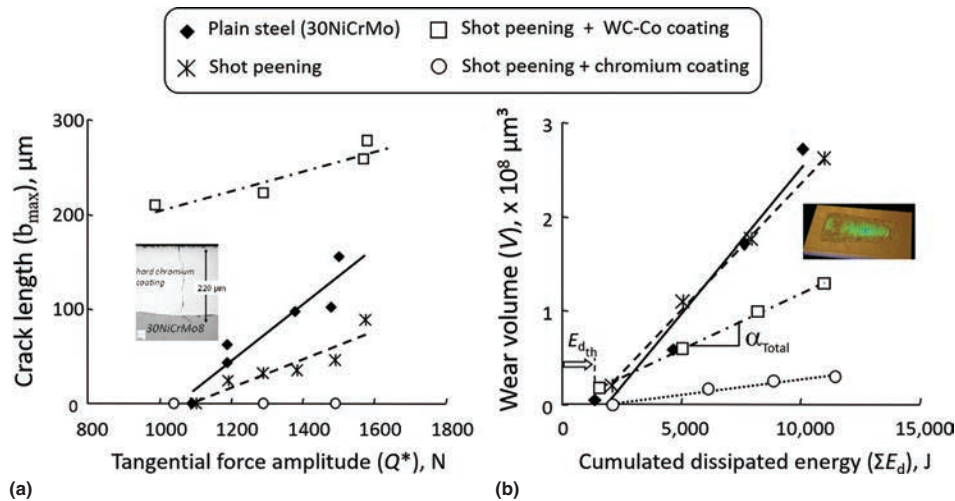 Plain steel (30NiCrMo)
Shot peening + WC-Co coating
Shot peening
Shot peening + chromium coating
300
200
100
0
800
1000
1200
1400
1600
1800
Crack length (bmax), μm
Tangential force amplitude (Q*), N
hard chromium
coating
220 μm
30NiCrMo8
(a)
3
2
1
0
0
5,000
10,000
15,000
Wear volume (V), x 10⁸ μm³
Cumulated dissipated energy (ΣEd), J
Edth
αTotal
(b)